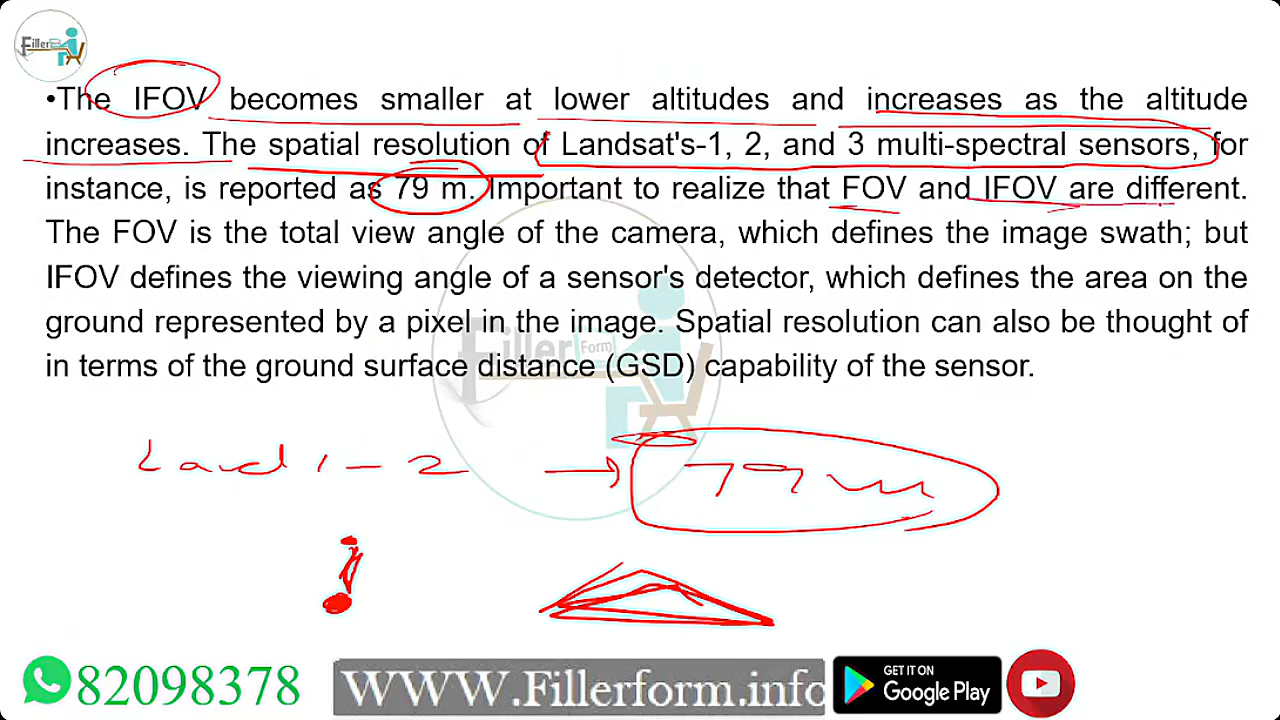 FillerForm
•The IFOV becomes smaller at lower altitudes and increases as the altitude
increases. The spatial resolution of Landsat's-1, 2, and 3 multi-spectral sensors, for
instance, is reported as 79 m. Important to realize that FOV and IFOV are different.
The FOV is the total view angle of the camera, which defines the image swath; but
IFOV defines the viewing angle of a sensor's detector, which defines the area on the
ground represented by a pixel in the image. Spatial resolution can also be thought of
in terms of the ground surface distance (GSD) capability of the sensor.
Filler Form
Land 1 - 2 → 79 m
82098378 WWW.Fillerform.info GET IT ON
Google Play